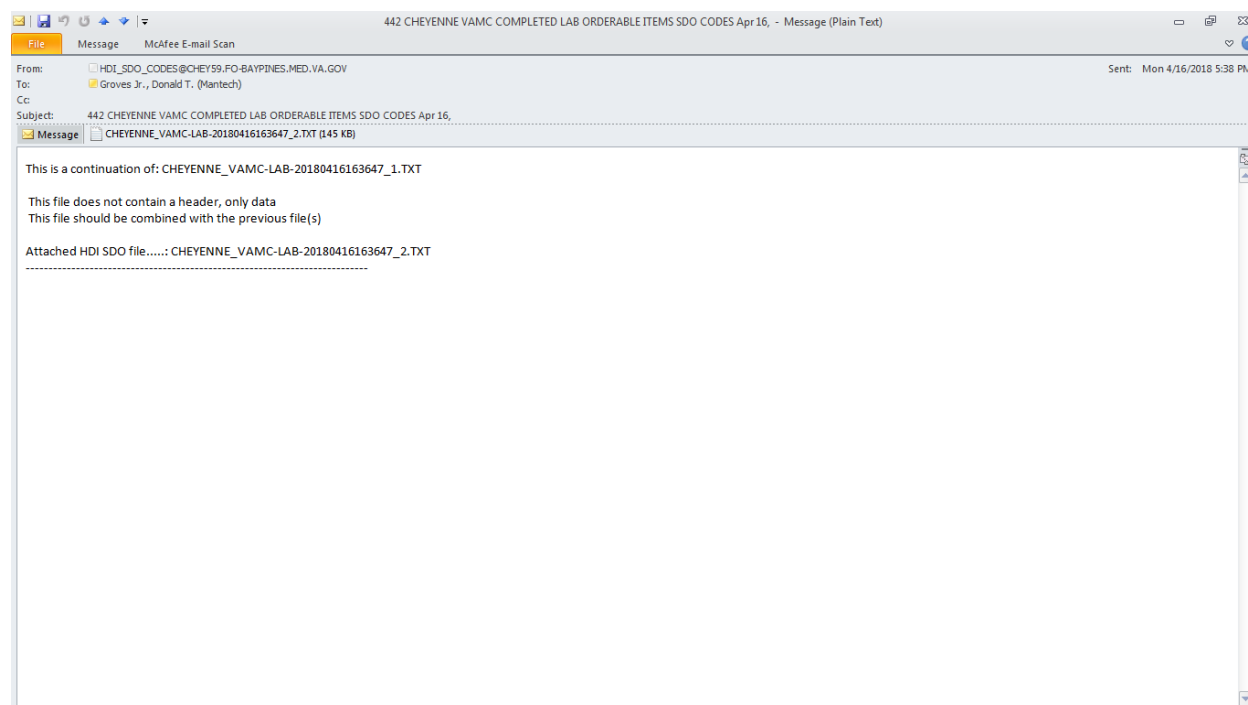 442 CHEYENNE VAMC COMPLETED LAB ORDERABLE ITEMS SDO CODES Apr 16,  - Message (Plain Text)
File Message McAfee E-mail Scan
From: HDI_SDO_CODES@CHEY59.FO-BAYPINES.MED.VA.GOV Sent: Mon 4/16/2018 5:38 PM
To: Groves Jr., Donald T. (Mantech)
Cc:
Subject: 442 CHEYENNE VAMC COMPLETED LAB ORDERABLE ITEMS SDO CODES Apr 16,
Message CHEYENNE_VAMC-LAB-20180416163647_2.TXT (145 KB)
This is a continuation of: CHEYENNE_VAMC-LAB-20180416163647_1.TXT
This file does not contain a header, only data
This file should be combined with the previous file(s)
Attached HDI SDO file.....: CHEYENNE_VAMC-LAB-20180416163647_2.TXT
---------------------------------------------------------------------------